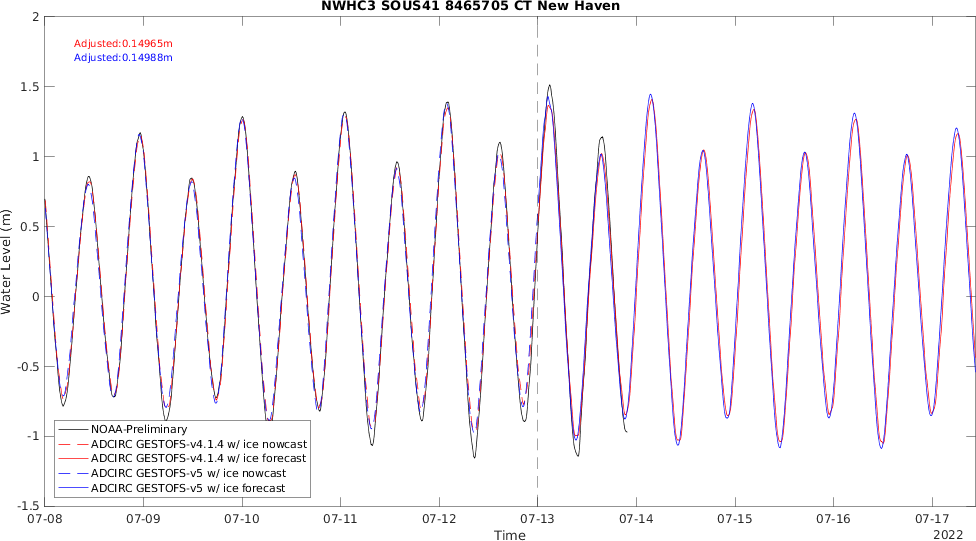 NWHC3 SOUS41 8465705 CT New Haven
Adjusted:0.14965m
Adjusted:0.14988m
2
1.5
1
0.5
0
-0.5
-1
-1.5
Water Level (m)
NOAA-Preliminary
ADCIRC GESTOFS-v4.1.4 w/ ice nowcast
ADCIRC GESTOFS-v4.1.4 w/ ice forecast
ADCIRC GESTOFS-v5 w/ ice nowcast
ADCIRC GESTOFS-v5 w/ ice forecast
07-08 07-09 07-10 07-11 07-12 07-13 07-14 07-15 07-16 07-17
Time
2022